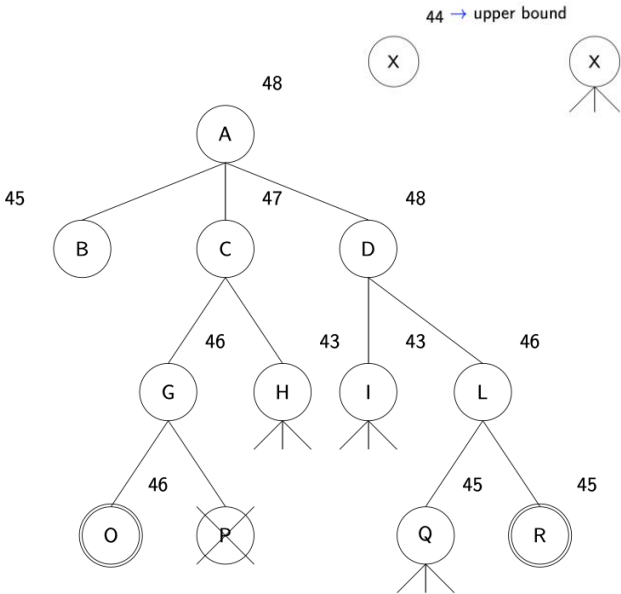 44 → upper bound
X X
48
A
45 47 48
B C D
46 43 43 46
G H I L
46 45 45
O P Q R